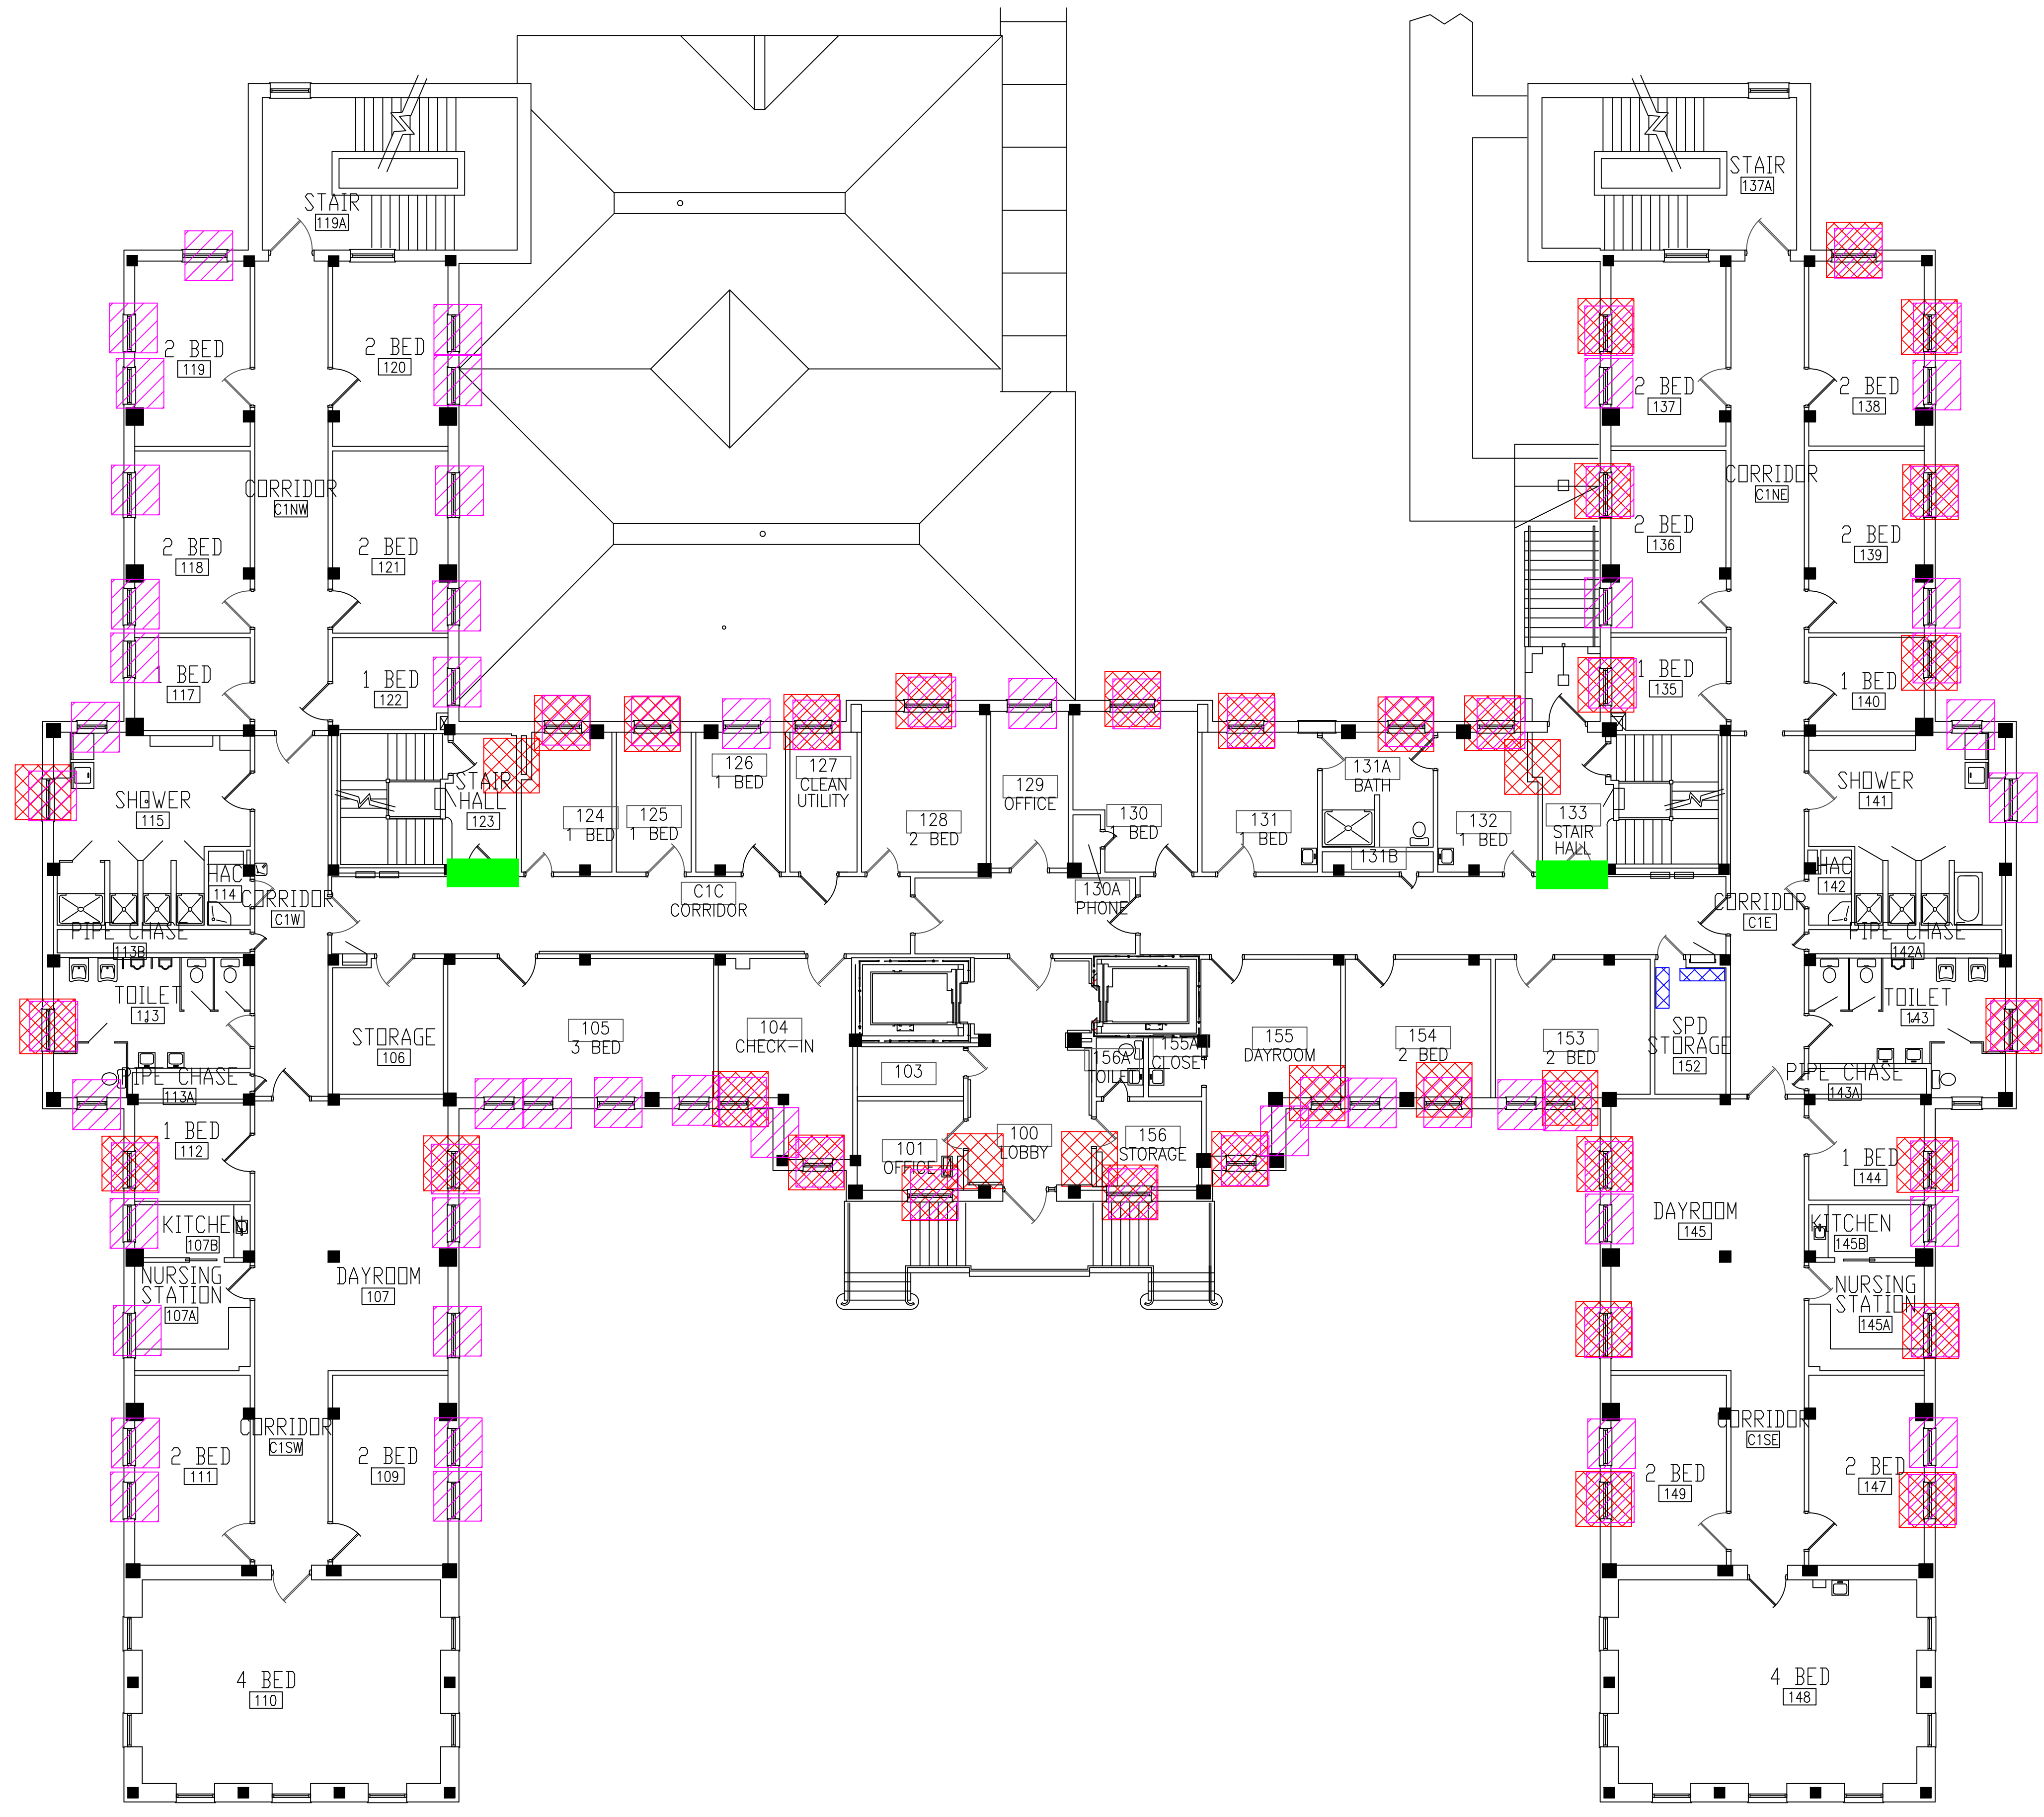 STAIR
119A
STAIR
137A
2 BED
119
2 BED
120
2 BED
137
2 BED
138
CORRIDOR
C1NW
CORRIDOR
C1NE
2 BED
118
2 BED
121
2 BED
136
2 BED
139
1 BED
117
1 BED
122
1 BED
135
1 BED
140
SHOWER
115
STAIR
HALL
123
124
1 BED
125
1 BED
126
1 BED
127
CLEAN
UTILITY
128
2 BED
129
OFFICE
130
1 BED
131
1 BED
131A
BATH
131B
132
1 BED
133
STAIR
HALL
SHOWER
141
HAC
114
CORRIDOR
C1W
C1C
CORRIDOR
130A
PHONE
CORRIDOR
C1E
HAC
142
PIPE CHASE
113B
PIPE CHASE
142A
TOILET
113
STORAGE
106
105
3 BED
104
CHECK-IN
103
156A
TOILET
155A
CLOSET
155
DAYROOM
154
2 BED
153
2 BED
SPD
STORAGE
152
TOILET
143
PIPE CHASE
113A
PIPE CHASE
143A
1 BED
112
101
OFFICE
100
LOBBY
156
STORAGE
1 BED
144
KITCHEN
107B
DAYROOM
107
DAYROOM
145
KITCHEN
145B
NURSING
STATION
107A
NURSING
STATION
145A
CORRIDOR
C1SW
CORRIDOR
C1SE
2 BED
111
2 BED
109
2 BED
149
2 BED
147
4 BED
110
4 BED
148